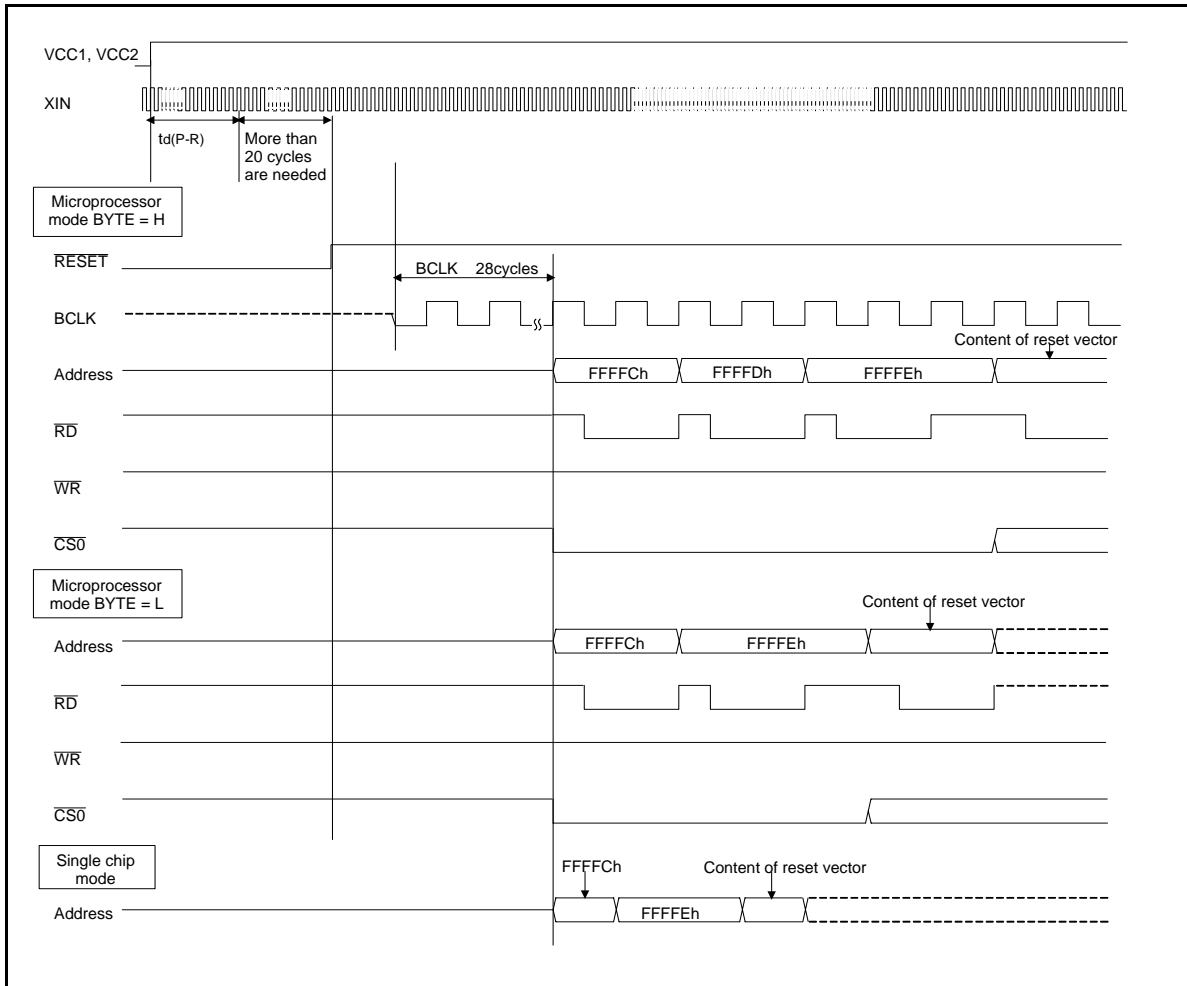 VCC1, VCC2
XIN
td(P-R)
More than
20 cycles
are needed
Microprocessor
mode BYTE = H
RESET
BCLK 28cycles
BCLK
Content of reset vector
Address
FFFFCh
FFFFDh
FFFFEh
RD
WR
CS0
Microprocessor
mode BYTE = L
Content of reset vector
Address
FFFFCh
FFFFEh
RD
WR
CS0
Single chip
mode
FFFFCh
Content of reset vector
Address
FFFFEh